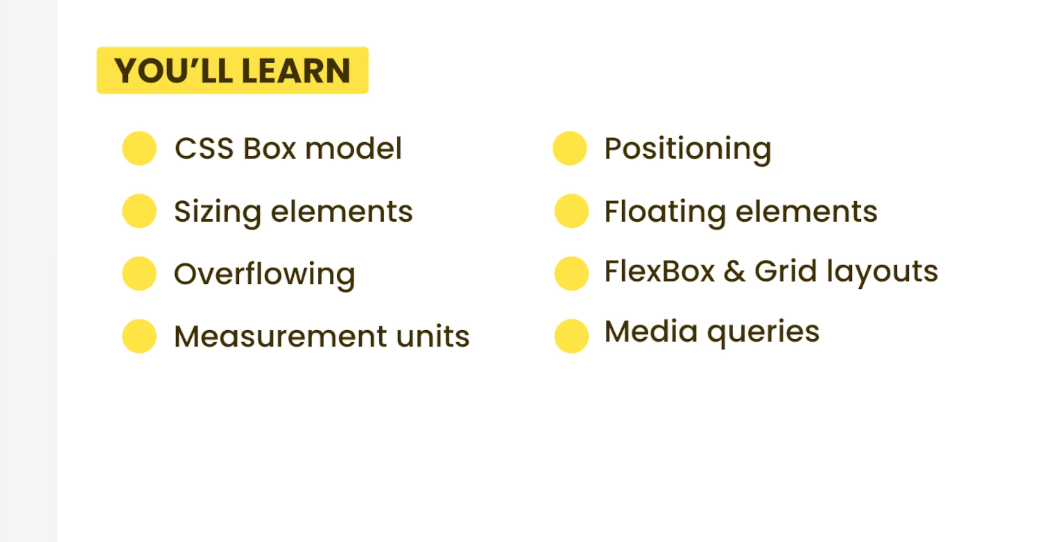 YOU’LL LEARN
CSS Box model
Sizing elements
Overflowing
Measurement units
Positioning
Floating elements
FlexBox & Grid layouts
Media queries